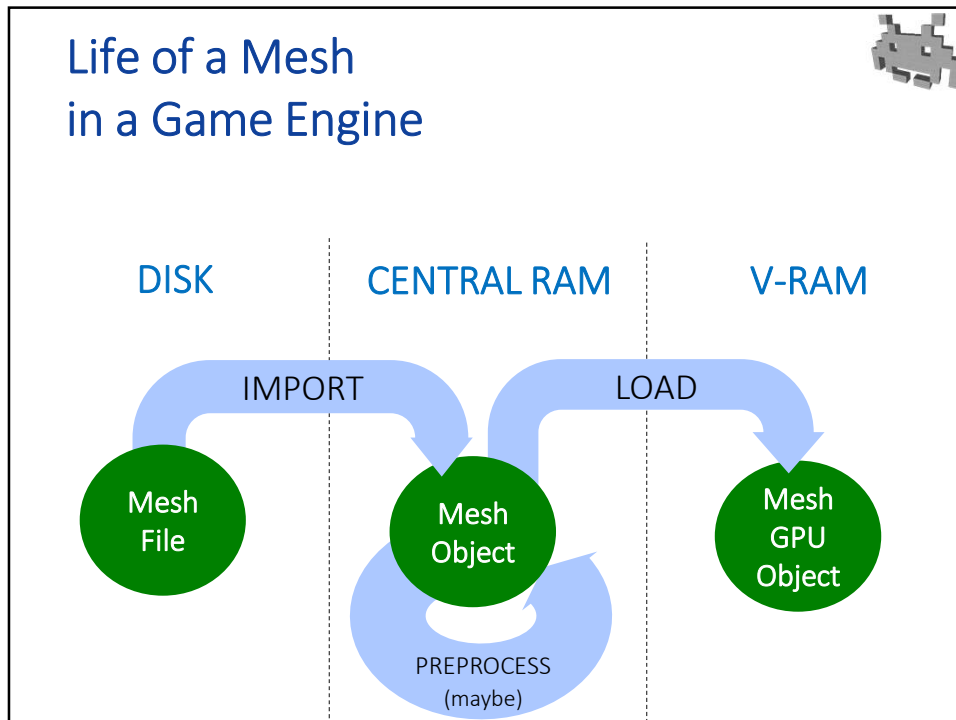 Life of a Mesh
in a Game Engine
DISK
CENTRAL RAM
V-RAM
IMPORT
LOAD
Mesh
File
Mesh
Object
Mesh
GPU
Object
PREPROCESS
(maybe)